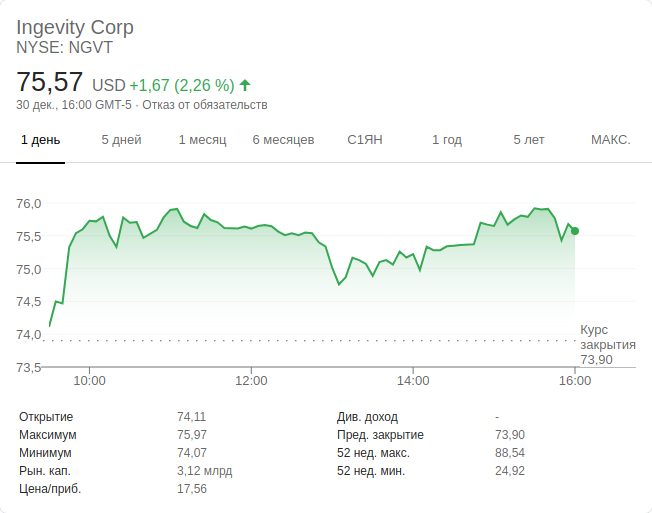 Ingevity Corp
NYSE: NGVT
75,57 USD +1,67 (2,26 %)
30 дек., 16:00 GMT-5 · Отказ от обязательств
1 день 5 дней 1 месяц 6 месяцев С1ЯН 1 год 5 лет МАКС.
76,0
75,5
75,0
74,5
74,0
73,5
Курс
закрытия
73,90
10:00 12:00 14:00 16:00
Открытие 74,11 Див. доход -
Максимум 75,97 Пред. закрытие 73,90
Минимум 74,07 52 нед. макс. 88,54
Рын. кап. 3,12 млрд 52 нед. мин. 24,92
Цена/приб. 17,56